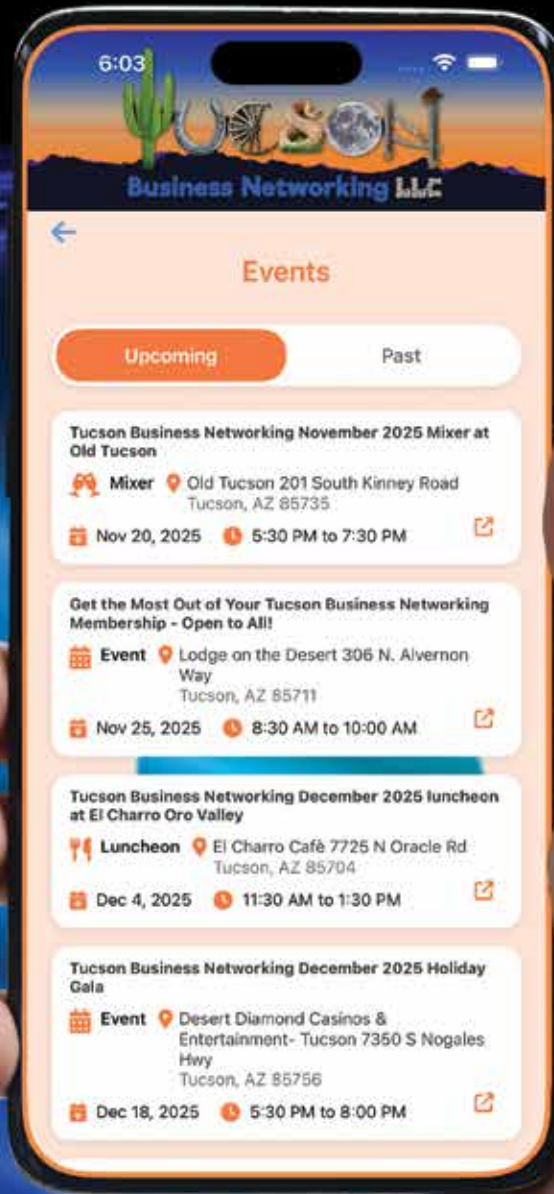 6:03
TUCSON
Business Networking LLC
Events
Upcoming Past
Tucson Business Networking November 2025 Mixer at
Old Tucson
Mixer Old Tucson 201 South Kinney Road
Tucson, AZ 85735
Nov 20, 2025 5:30 PM to 7:30 PM
Get the Most Out of Your Tucson Business Networking
Membership - Open to All!
Event Lodge on the Desert 306 N. Alvernon
Way
Tucson, AZ 85711
Nov 25, 2025 8:30 AM to 10:00 AM
Tucson Business Networking December 2025 luncheon
at El Charro Oro Valley
Luncheon El Charro Cafè 7725 N Oracle Rd
Tucson, AZ 85704
Dec 4, 2025 11:30 AM to 1:30 PM
Tucson Business Networking December 2025 Holiday
Gala
Event Desert Diamond Casinos &
Entertainment- Tucson 7350 S Nogales
Hwy
Tucson, AZ 85756
Dec 18, 2025 5:30 PM to 8:00 PM